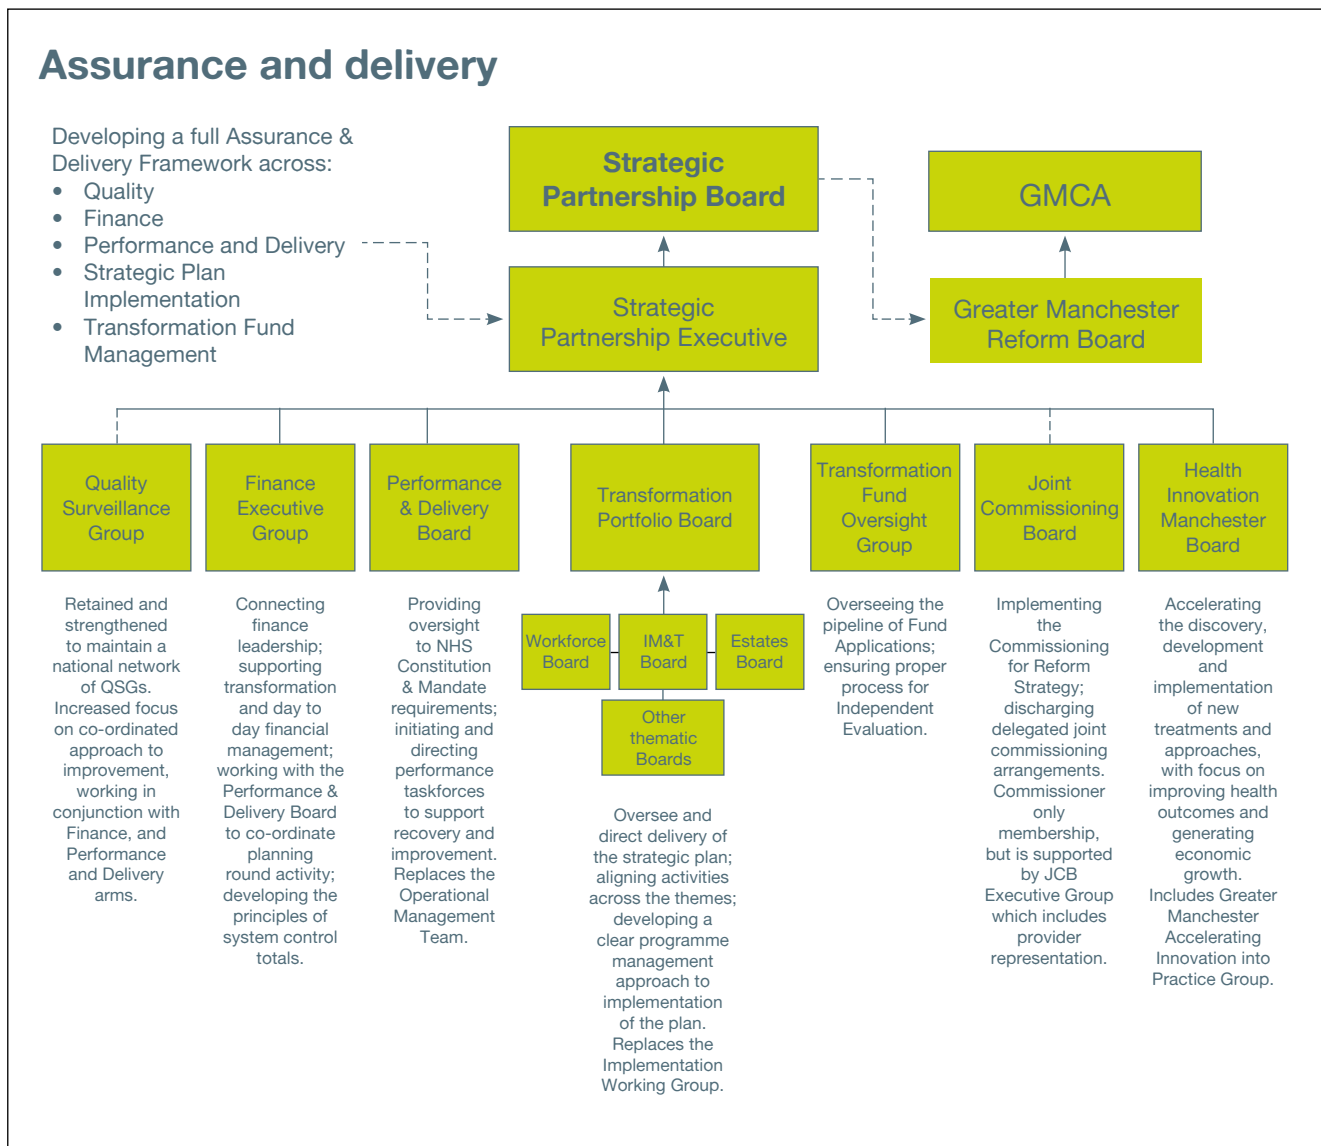 Assurance and delivery
Developing a full Assurance &
Delivery Framework across:
• Quality
• Finance
• Performance and Delivery
• Strategic Plan
Implementation
• Transformation Fund
Management
Strategic
Partnership Board
GMCA
Strategic
Partnership Executive
Greater Manchester
Reform Board
Quality
Surveillance
Group
Finance
Executive
Group
Performance
& Delivery
Board
Transformation
Portfolio Board
Transformation
Fund
Oversight
Group
Joint
Commissioning
Board
Health
Innovation
Manchester
Board
Retained and
strengthened
to maintain a
national network
of QSGs.
Increased focus
on co-ordinated
approach to
improvement,
working in
conjunction with
Finance, and
Performance
and Delivery
arms.
Connecting
finance
leadership;
supporting
transformation
and day to
day financial
management;
working with the
Performance &
Delivery Board
to co-ordinate
planning
round activity;
developing the
principles of
system control
totals.
Providing
oversight
to NHS
Constitution
& Mandate
requirements;
initiating and
directing
performance
taskforces
to support
recovery and
improvement.
Replaces the
Operational
Management
Team.
Workforce
Board
IM&T
Board
Estates
Board
Other
thematic
Boards
Oversee and
direct delivery of
the strategic plan;
aligning activities
across the themes;
developing a
clear programme
management
approach to
implementation
of the plan.
Replaces the
Implementation
Working Group.
Overseeing the
pipeline of Fund
Applications;
ensuring proper
process for
Independent
Evaluation.
Implementing
the
Commissioning
for Reform
Strategy;
discharging
delegated joint
commissioning
arrangements.
Commissioner
only
membership,
but is supported
by JCB
Executive Group
which includes
provider
representation.
Accelerating
the discovery,
development
and
implementation
of new
treatments and
approaches,
with focus on
improving health
outcomes and
generating
economic
growth.
Includes Greater
Manchester
Accelerating
Innovation into
Practice Group.